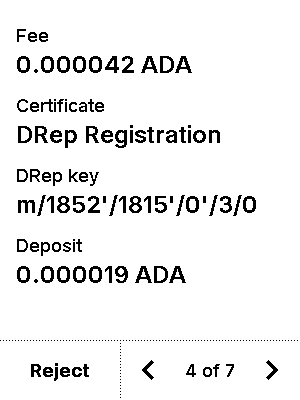 Fee
0.000042 ADA
Certificate
DRep Registration
DRep key
m/1852'/1815'/0'/3/0
Deposit
0.000019 ADA
Reject
4 of 7